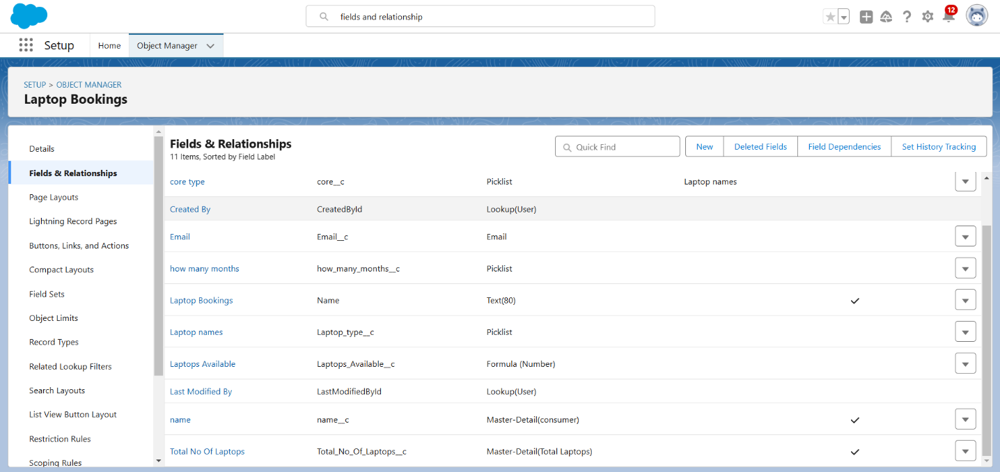 fields and relationship
12
Setup
Home
Object Manager
SETUP > OBJECT MANAGER
Laptop Bookings
Details
Fields & Relationships
Page Layouts
Lightning Record Pages
Buttons, Links, and Actions
Compact Layouts
Field Sets
Object Limits
Record Types
Related Lookup Filters
Search Layouts
List View Button Layout
Restriction Rules
Scoping Rules
Fields & Relationships
11 Items, Sorted by Field Label
Quick Find
New
Deleted Fields
Field Dependencies
Set History Tracking
core type core__c Picklist Laptop names
Created By CreatedById Lookup(User)
Email Email__c Email
how many months how_many_months__c Picklist
Laptop Bookings Name Text(80)
Laptop names Laptop_type__c Picklist
Laptops Available Laptops_Available__c Formula (Number)
Last Modified By LastModifiedById Lookup(User)
name name__c Master-Detail(consumer)
Total No Of Laptops Total_No_Of_Laptops__c Master-Detail(Total Laptops)